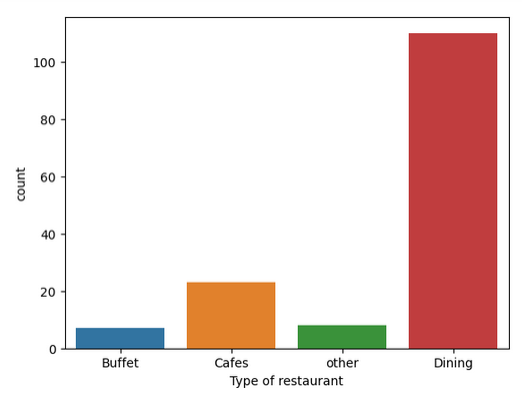 100
80
60
40
20
0
count
Buffet Cafes other Dining
Type of restaurant